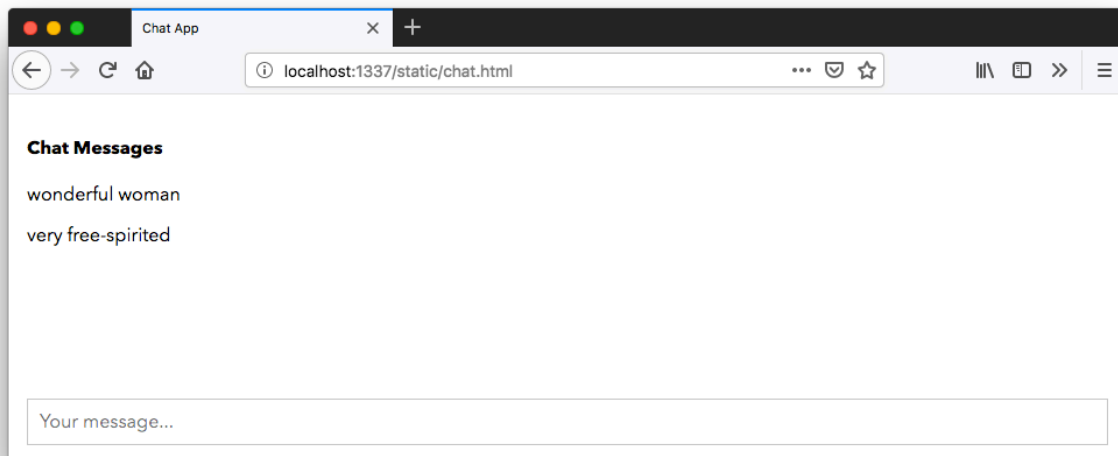 Chat App
localhost:1337/static/chat.html
Chat Messages
wonderful woman
very free-spirited
Your message...